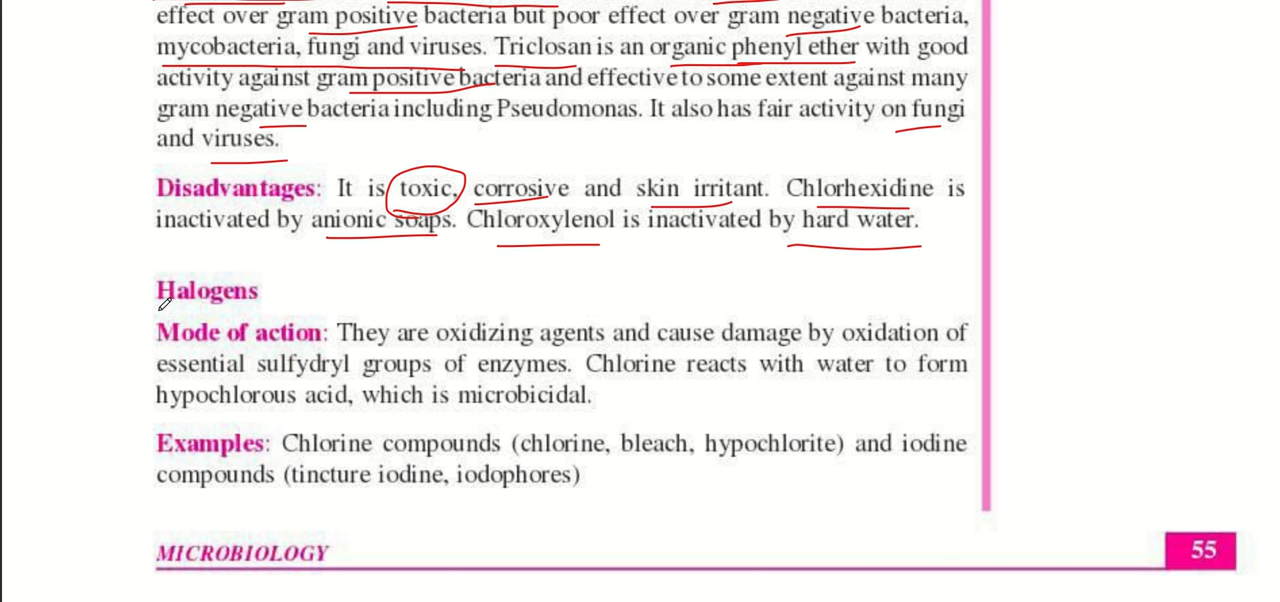 effect over gram positive bacteria but poor effect over gram negative bacteria,
mycobacteria, fungi and viruses. Triclosan is an organic phenyl ether with good
activity against gram positive bacteria and effective to some extent against many
gram negative bacteria including Pseudomonas. It also has fair activity on fungi
and viruses.
Disadvantages: It is toxic, corrosive and skin irritant. Chlorhexidine is
inactivated by anionic soaps. Chloroxylenol is inactivated by hard water.
Halogens
Mode of action: They are oxidizing agents and cause damage by oxidation of
essential sulfydryl groups of enzymes. Chlorine reacts with water to form
hypochlorous acid, which is microbicidal.
Examples: Chlorine compounds (chlorine, bleach, hypochlorite) and iodine
compounds (tincture iodine, iodophores)
MICROBIOLOGY
55